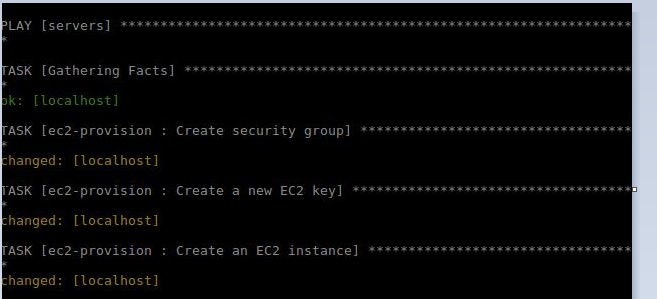 PLAY [servers] ****************************************************************
*
TASK [Gathering Facts] ********************************************************
*
ok: [localhost]
TASK [ec2-provision : Create security group] **********************************
*
changed: [localhost]
TASK [ec2-provision : Create a new EC2 key] ***********************************
*
changed: [localhost]
TASK [ec2-provision : Create an EC2 instance] *********************************
*
changed: [localhost]